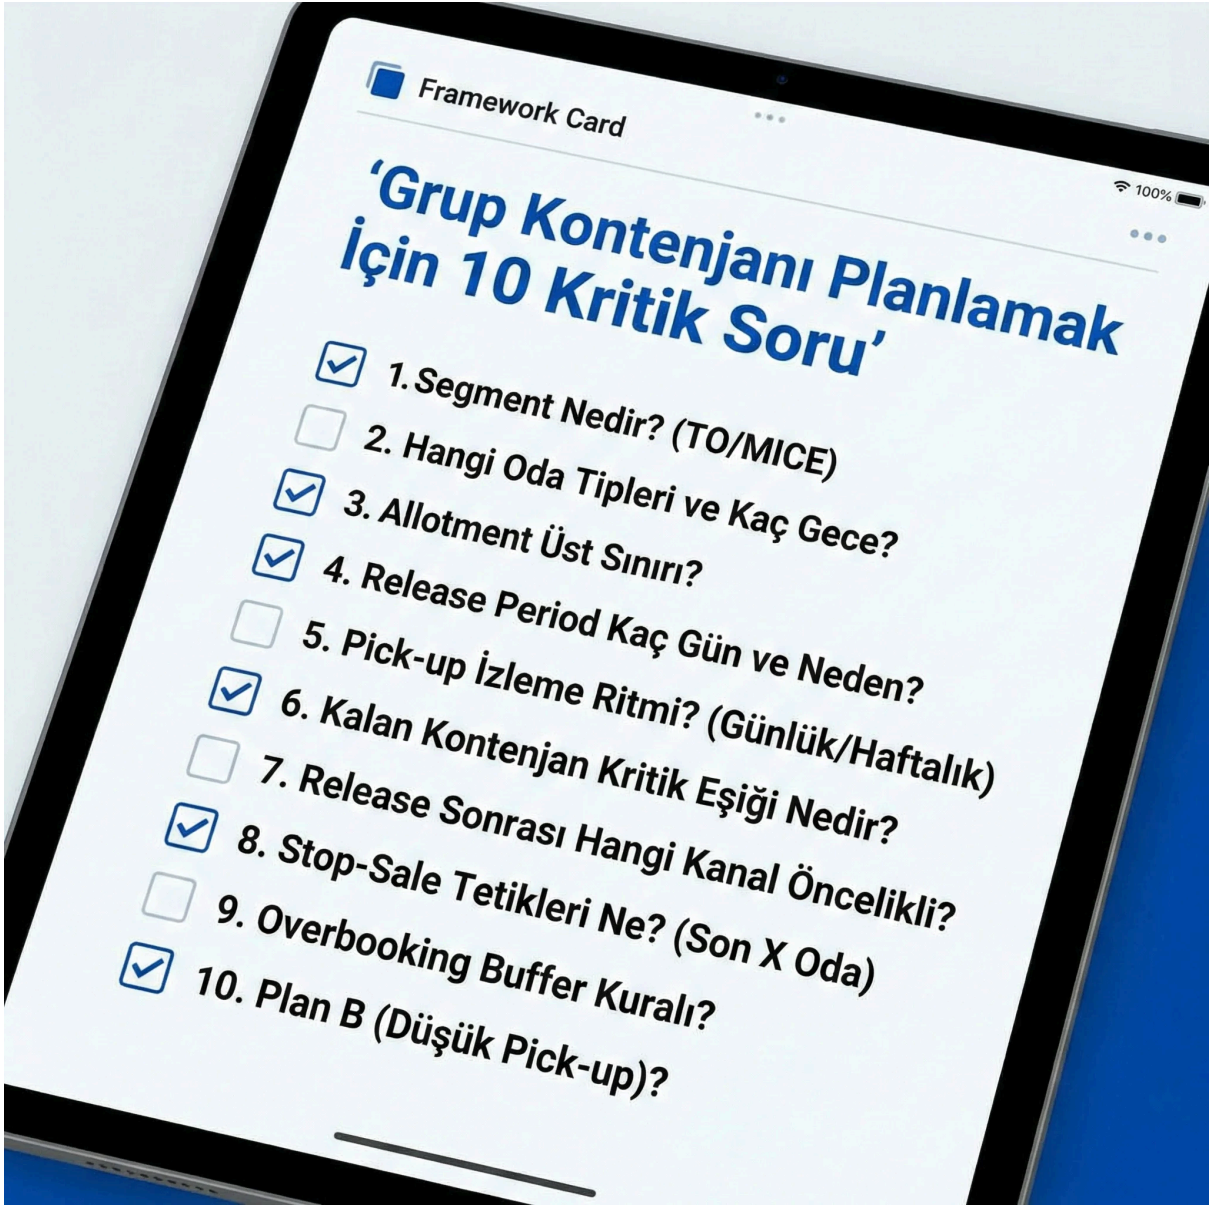 Framework Card
100%
‘Grup Kontenjanı Planlamak
İçin 10 Kritik Soru’
1. Segment Nedir? (TO/MICE)
2. Hangi Oda Tipleri ve Kaç Gece?
3. Allotment Üst Sınırı?
4. Release Period Kaç Gün ve Neden?
5. Pick-up İzleme Ritmi? (Günlük/Haftalık)
6. Kalan Kontenjan Kritik Eşiği Nedir?
7. Release Sonrası Hangi Kanal Öncelikli?
8. Stop-Sale Tetikleri Ne? (Son X Oda)
9. Overbooking Buffer Kuralı?
10. Plan B (Düşük Pick-up)?